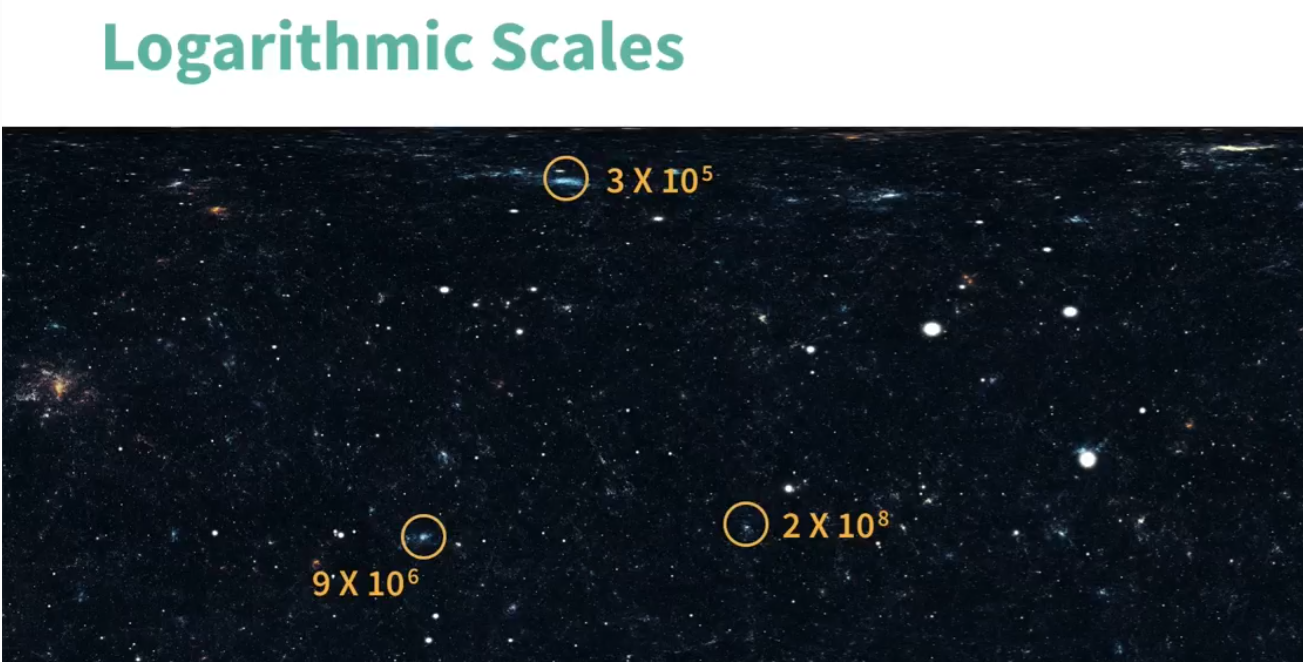 Logarithmic Scales
3 X 10⁵
2 X 10⁸
9 X 10⁶